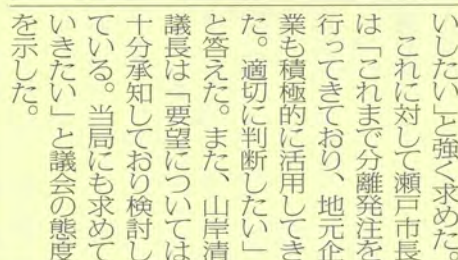 いしたい」と強く求めた。
これに対して瀬戸市長
は「これまで分離発注を
行ってきており、地元企
業も積極的に活用してき
た。適切に判断したい」
と答えた。また、山岸清
議長は「要望については
十分承知しており検討し
ている。当局にも求めて
いきたい」と議会の態度
を示した。